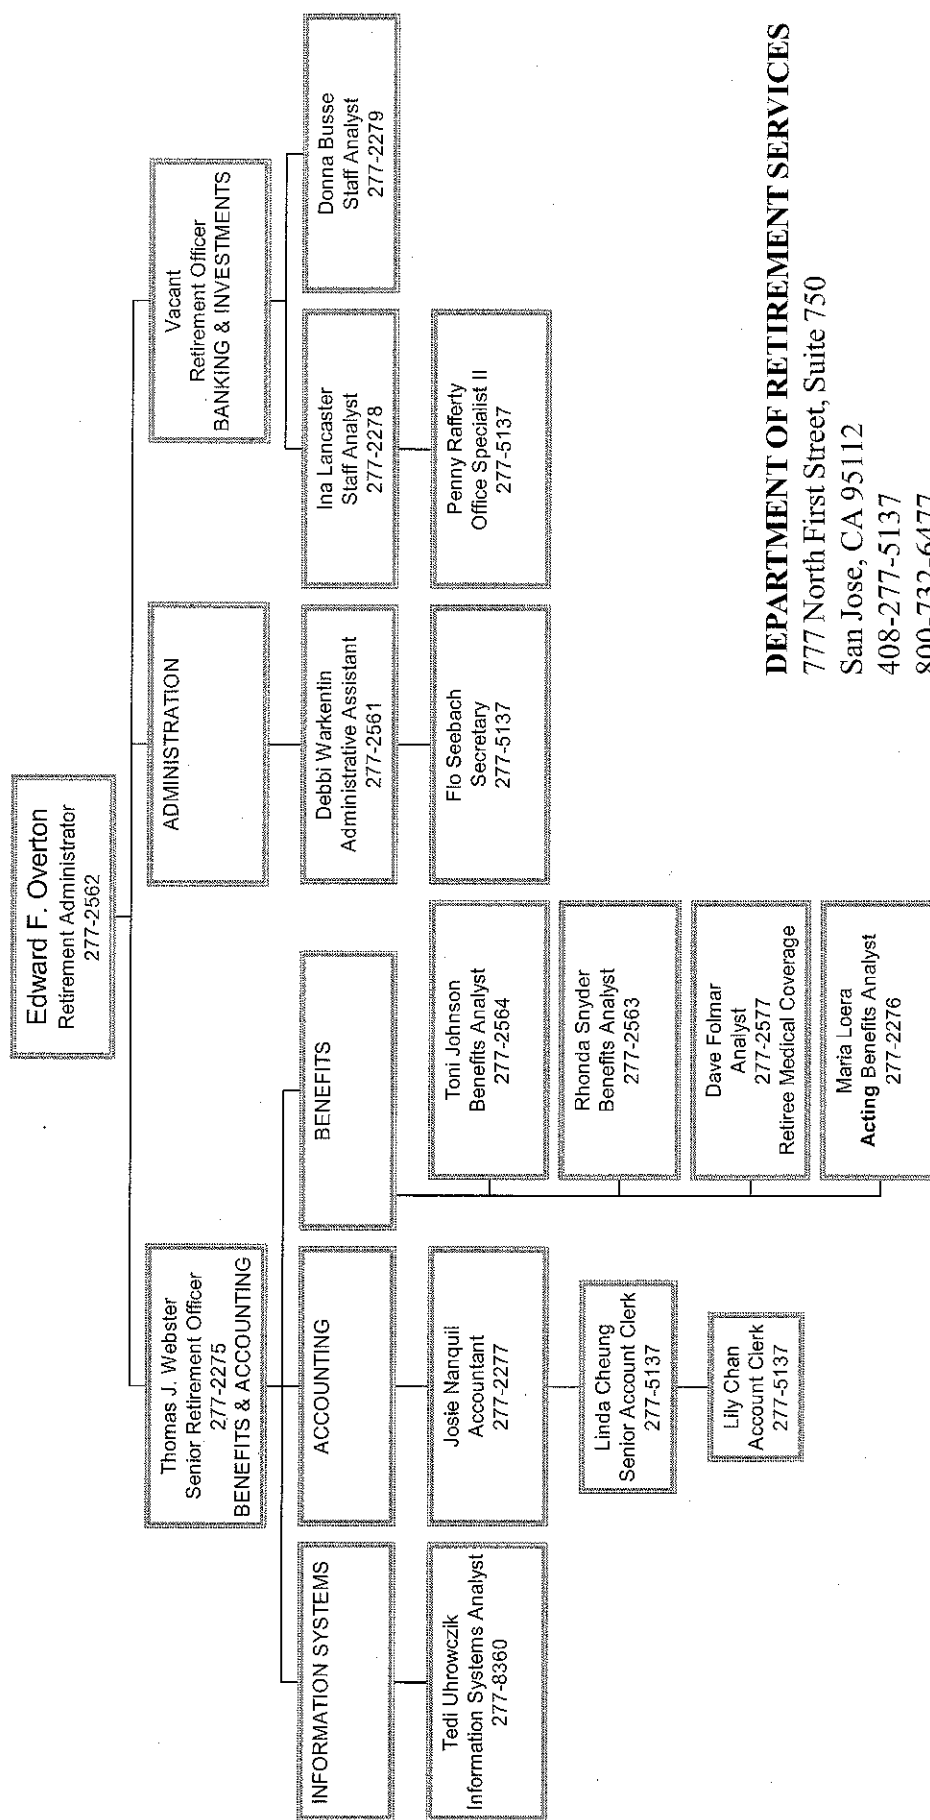 Edward F. Overton
Retirement Administrator
277-2562
Thomas J. Webster
Senior Retirement Officer
277-2275
BENEFITS & ACCOUNTING
ADMINISTRATION
Vacant
Retirement Officer
BANKING & INVESTMENTS
INFORMATION SYSTEMS
ACCOUNTING
BENEFITS
Debbi Warkentin
Administrative Assistant
277-2561
Ina Lancaster
Staff Analyst
277-2278
Donna Busse
Staff Analyst
277-2279
Tedi Uhrowczik
Information Systems Analyst
277-8360
Josie Nanquil
Accountant
277-2277
Toni Johnson
Benefits Analyst
277-2564
Flo Seebach
Secretary
277-5137
Penny Rafferty
Office Specialist II
277-5137
Linda Cheung
Senior Account Clerk
277-5137
Rhonda Snyder
Benefits Analyst
277-2563
Lily Chan
Account Clerk
277-5137
Dave Folmar
Analyst
277-2577
Retiree Medical Coverage
Maria Loera
Acting Benefits Analyst
277-2276
DEPARTMENT OF RETIREMENT SERVICES
777 North First Street, Suite 750
San Jose, CA 95112
408-277-5137
800-732-6477